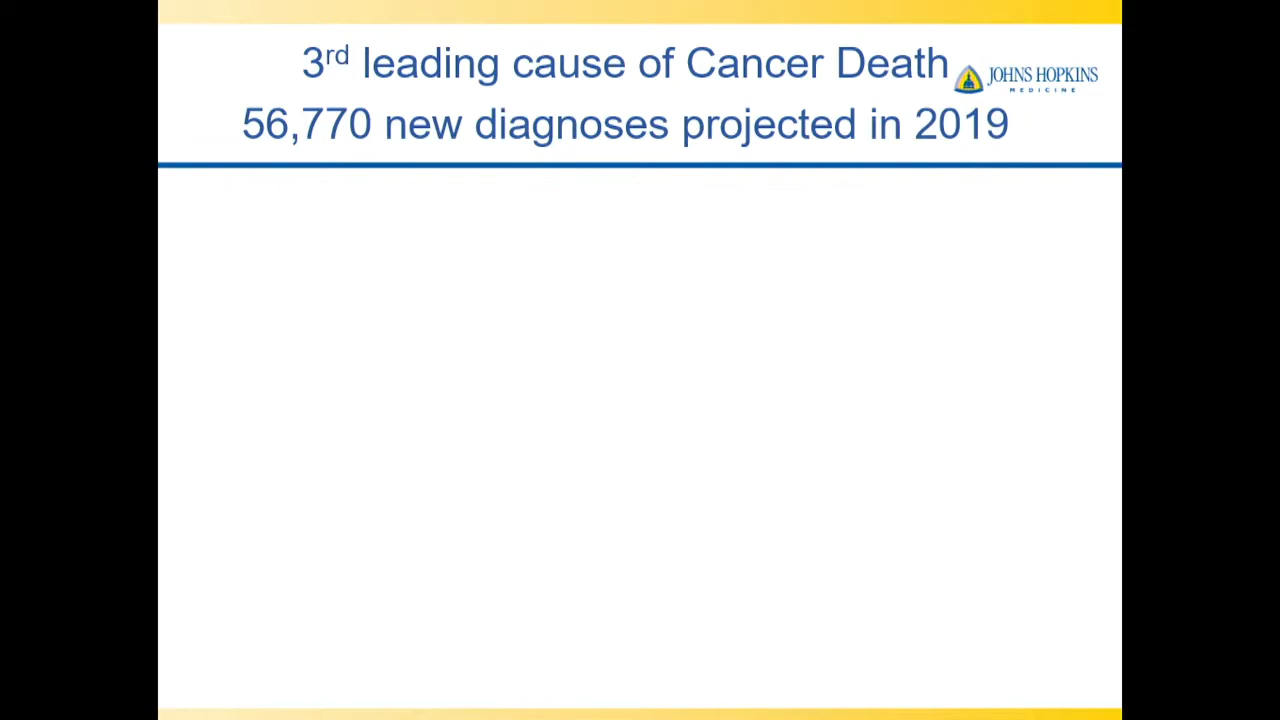 3rd leading cause of Cancer Death
JOHNS HOPKINS
MEDICINE
56,770 new diagnoses projected in 2019